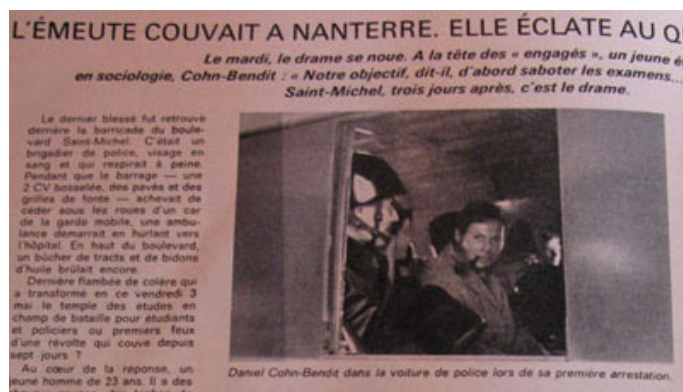 L'ÉMEUTE COUVAIT A NANTERRE. ELLE ÉCLATE AU Q
Le mardi, le drame se noue. A la tête des « engagés », un jeune é
en sociologie, Cohn-Bendit : « Notre objectif, dit-il, d'abord saboter les examens...
Saint-Michel, trois jours après, c'est le drame.
Le dernier blessé fut retrouvé
derrière la barricade du boule-
vard Saint-Michel. C'était un
brigadier de police, visage en
sang et qui respirait à peine.
Pendant que le barrage — une
2 CV bosselée, des pavés et des
grilles de fonte — achevait de
céder sous les roues d'un car
de la garde mobile, une ambu-
lance démarrait en hurlant vers
l'hôpital. En haut du boulevard,
un bûcher de tracts et de bidons
d'huile brûlait encore.
Dernière flambée de colère qui
a transformé en ce vendredi 3
mai le temple des études en
champ de bataille pour étudiants
et policiers ou premiers feux
d'une révolte qui couve depuis
sept jours ?
Au cœur de la réponse, un
jeune homme de 23 ans. Il a des
Daniel Cohn-Bendit dans la voiture de police lors de sa première arrestation.